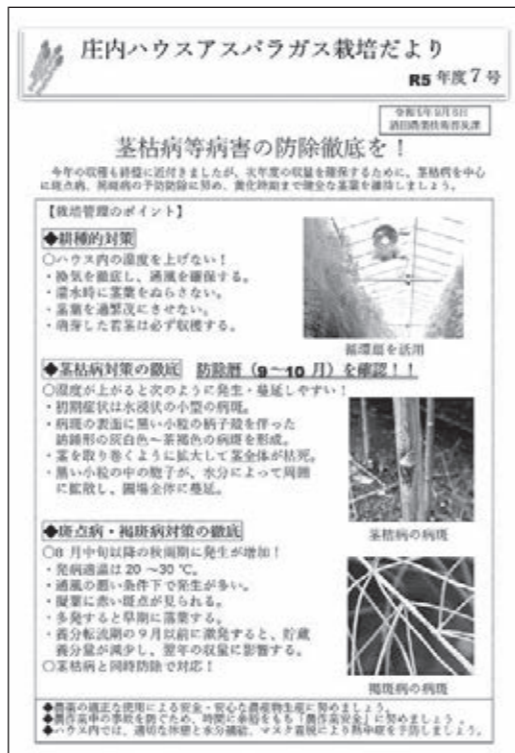 庄内ハウスアスパラガス栽培だより
R5 年度 7 号
令和5年9月6日
酒田農業技術普及課
茎枯病等病害の防除徹底を!
今年の収穫も終盤に近付きましたが、次年度の収量を確保するために、茎枯病を中心
に斑点病、褐斑病の予防防除に努め、黄化時期まで健全な茎葉を維持しましょう。
【栽培管理のポイント】
◆耕種的対策
○ハウス内の湿度を上げない!
・換気を徹底し、通風を確保する。
・灌水時に茎葉をぬらさない。
・茎葉を過繁茂にさせない。
・萌芽した若茎は必ず収穫する。
循環扇を活用
◆茎枯病対策の徹底 防除暦(9~10 月)を確認!!
○湿度が上がると次のように発生・蔓延しやすい!
・初期症状は水浸状の小型の病斑。
・病斑の表面に黒い小粒の柄子殻を伴った
紡錘形の灰白色~茶褐色の病斑を形成。
・茎を取り巻くように拡大して茎全体が枯死。
・黒い小粒の中の胞子が、水分によって周囲
に拡散し、圃場全体に蔓延。
茎枯病の病斑
◆斑点病・褐斑病対策の徹底
○8 月中旬以降の秋雨期に発生が増加!
・発病適温は 20 ~30 ℃。
・通風の悪い条件下で発生が多い。
・擬葉に赤い斑点が見られる。
・多発すると早期に落葉する。
・養分転流期の9月以前に激発すると、貯蔵
養分量が減少し、翌年の収量に影響する。
○茎枯病と同時防除で対応!
褐斑病の病斑
◆農薬の適正な使用による安全・安心な農産物生産に努めましょう。
◆農作業中の事故を防ぐため、時間に余裕をもち「農作業安全」に努めましょう。
◆ハウス内では、適切な休憩と水分補給、マスク着脱により熱中症を予防しましょう。